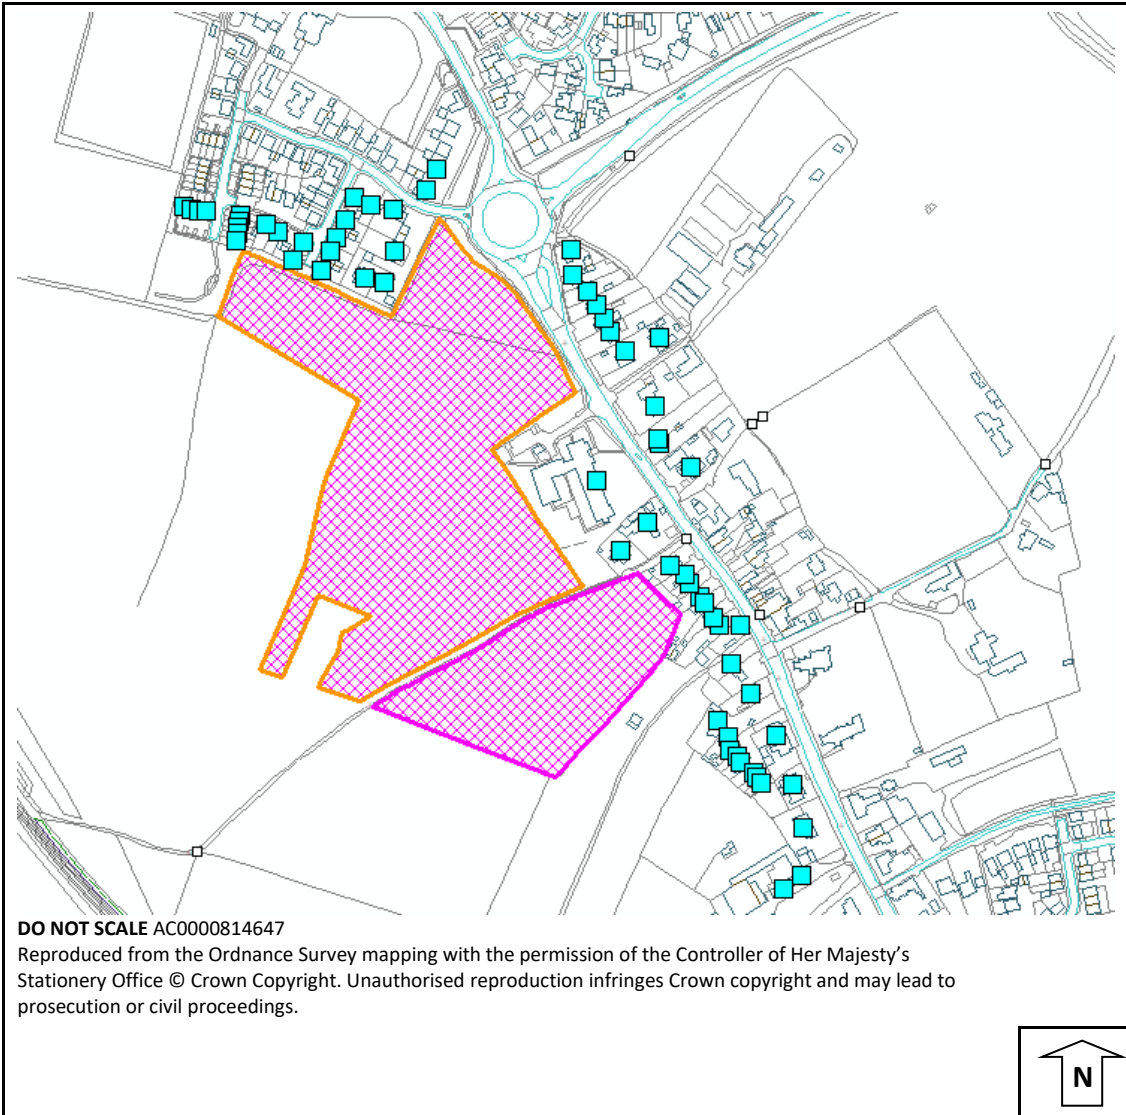 DO NOT SCALE AC0000814647
Reproduced from the Ordnance Survey mapping with the permission of the Controller of Her Majesty’s
Stationery Office © Crown Copyright. Unauthorised reproduction infringes Crown copyright and may lead to
prosecution or civil proceedings.
N